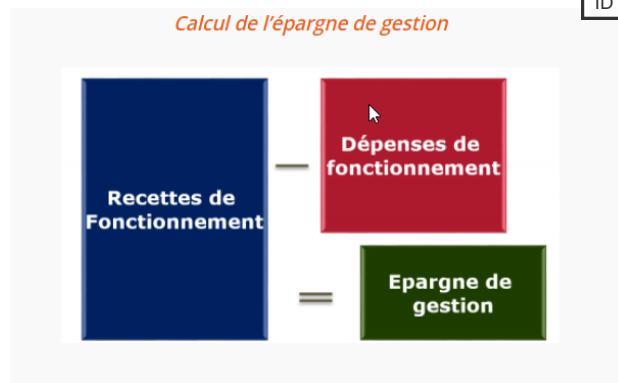 ID
Calcul de l’épargne de gestion
Recettes de
Fonctionnement
Dépenses de
fonctionnement
Epargne de
gestion